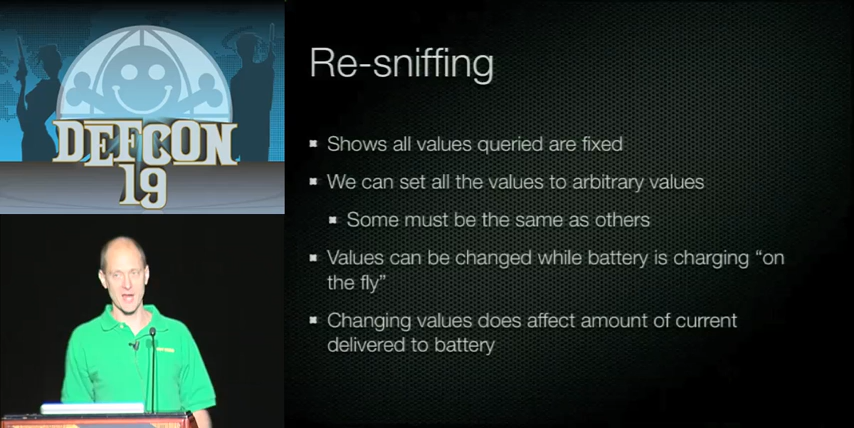 DEFCON
19
Re-sniffing
Shows all values queried are fixed
We can set all the values to arbitrary values
Some must be the same as others
Values can be changed while battery is charging “on
the fly”
Changing values does affect amount of current
delivered to battery